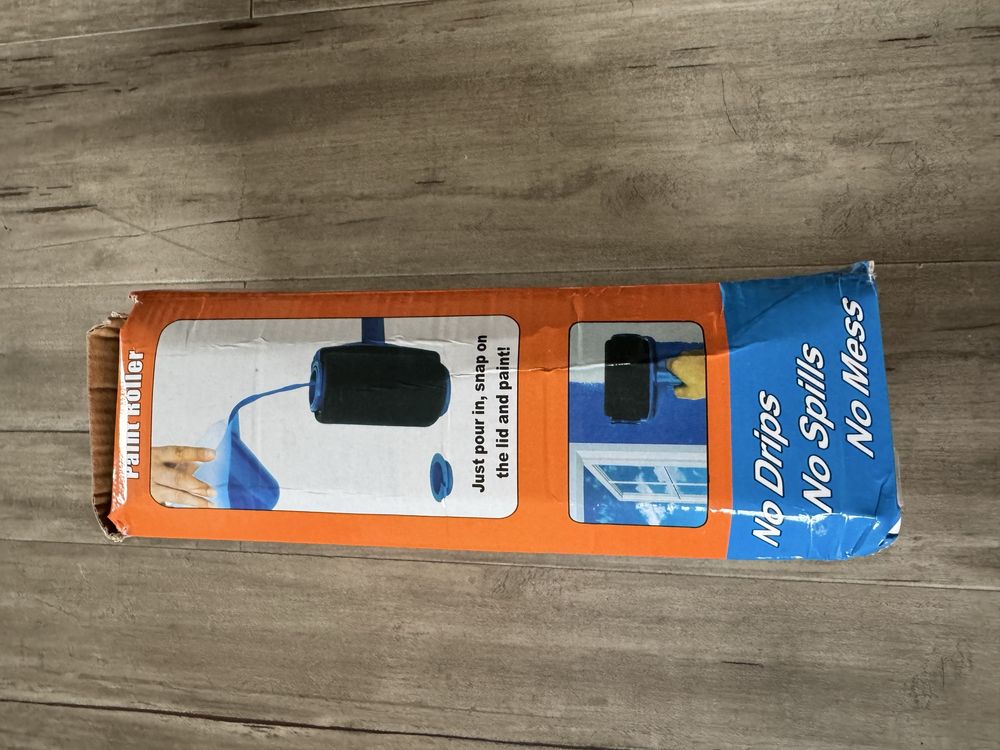 Paint Roller
Just pour in, snap on
the lid and paint!
No Drips
No Spills
No Mess